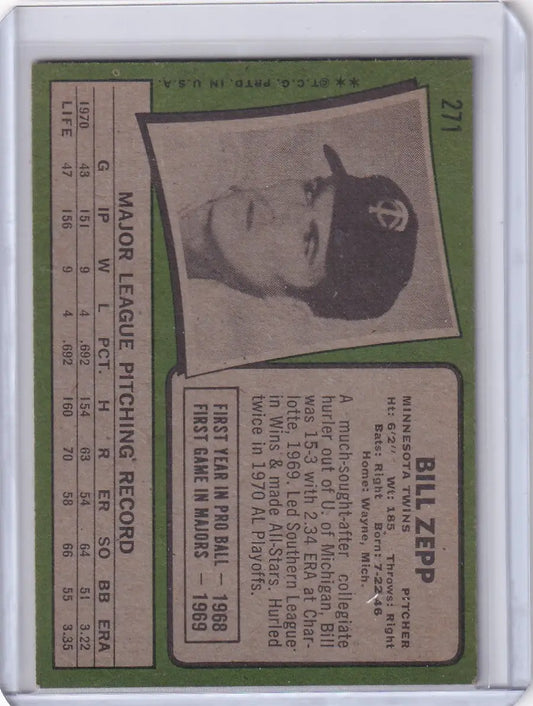 271
BILL ZEPP
MINNESOTA TWINS PITCHER
Ht: 6'2" Wt: 185 Throws: Right
Bats: Right Born: 7-22-46
Home: Wayne, Mich.
A much-sought-after collegiate
hurler out of U. of Michigan, Bill
was 15-3 with 2.34 ERA at Char-
lotte, 1969. Led Southern League
in Wins & made All-Stars. Hurled
twice in 1970 AL Playoffs.
FIRST YEAR IN PRO BALL — 1968
FIRST GAME IN MAJORS — 1969
MAJOR LEAGUE PITCHING RECORD
G IP W L PCT. H R ER SO BB ERA
1970 43 151 9 4 .692 154 63 54 64 51 3.22
LIFE 47 156 9 4 .692 160 70 58 66 55 3.35
**©T.C.G. PRTD. IN U.S.A.
TC